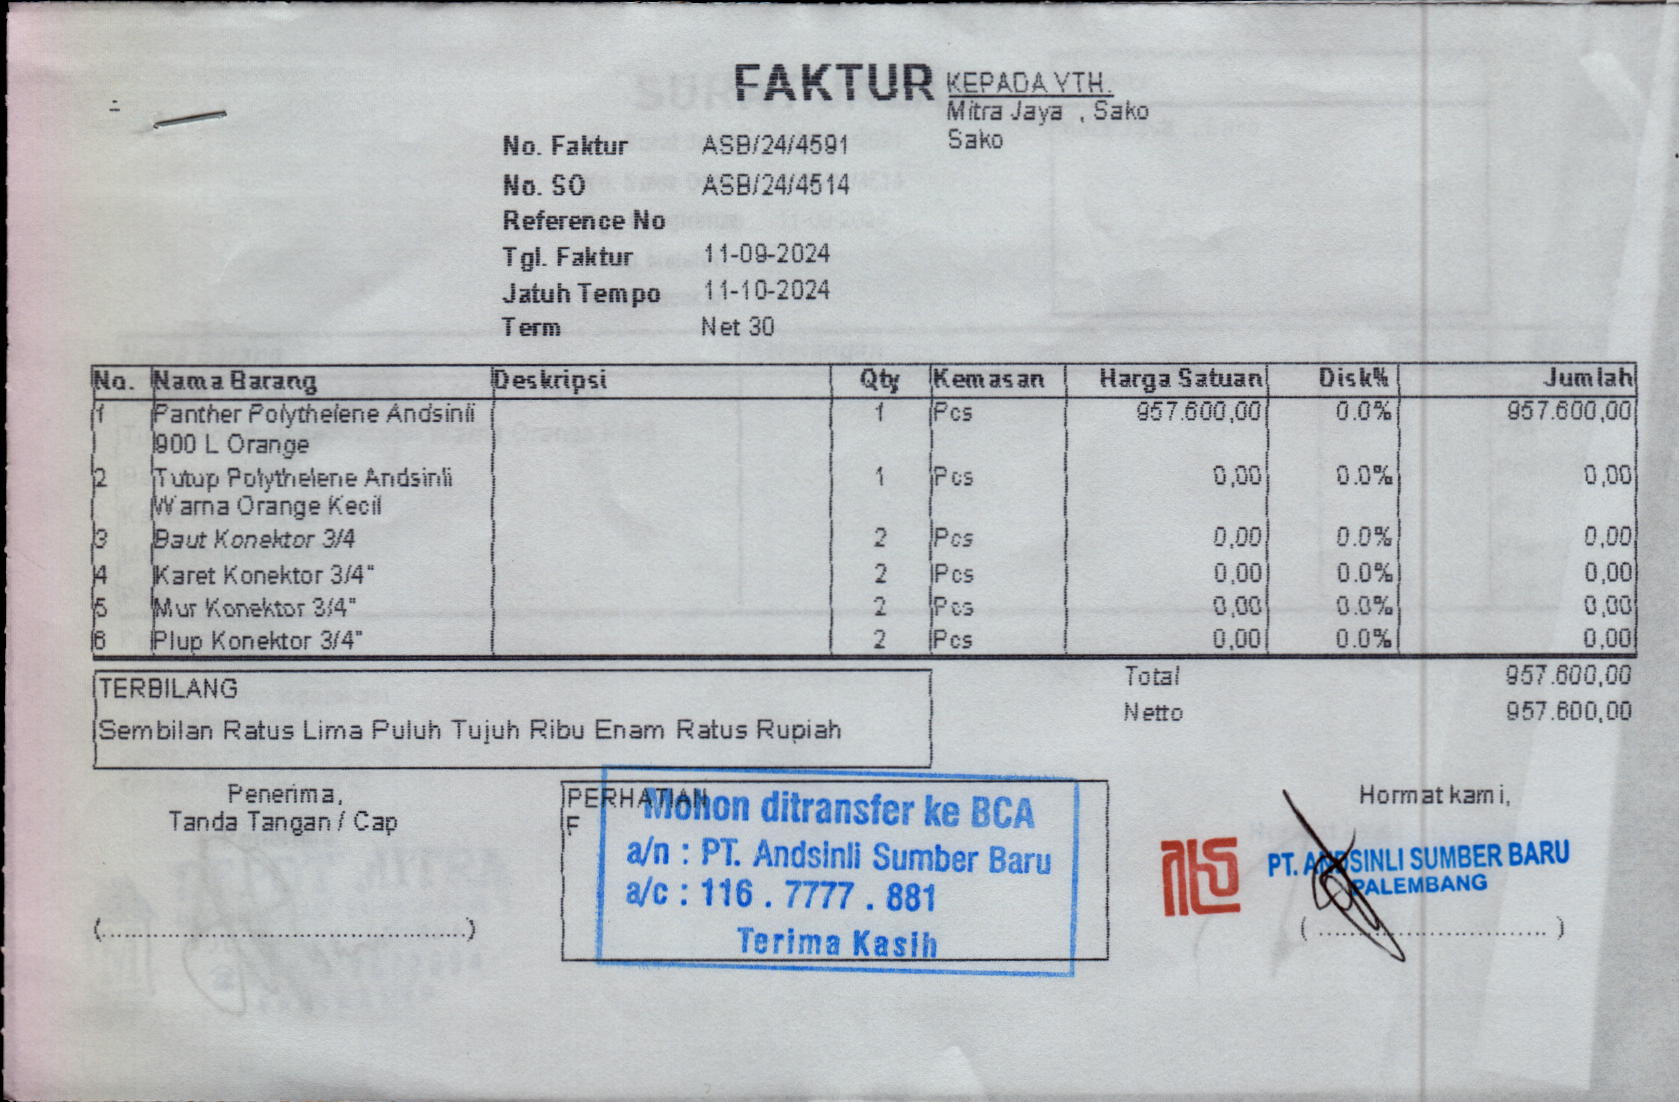 FAKTUR
KEPADA YTH.
Mitra Jaya , Sako
Sako
No. Faktur ASB/24/4591
No. SO ASB/24/4514
Reference No
Tgl. Faktur 11-09-2024
Jatuh Tempo 11-10-2024
Term Net 30
No. Nama Barang Deskripsi Qty Kemasan Harga Satuan Disk% Jumlah
1 Panther Polythelene Andsinli 1 Pcs 957.600,00 0.0% 957.600,00
900 L Orange
2 Tutup Polythelene Andsinli 1 Pcs 0,00 0.0% 0,00
Warna Orange Kecil
3 Baut Konektor 3/4 2 Pcs 0,00 0.0% 0,00
4 Karet Konektor 3/4" 2 Pcs 0,00 0.0% 0,00
5 Mur Konektor 3/4" 2 Pcs 0,00 0.0% 0,00
6 Plup Konektor 3/4" 2 Pcs 0,00 0.0% 0,00
Total 957.600,00
Netto 957.600,00
TERBILANG
Sembilan Ratus Lima Puluh Tujuh Ribu Enam Ratus Rupiah
Penerima,
Tanda Tangan / Cap
(............................................)
PERHATIAN
F
Mohon ditransfer ke BCA
a/n : PT. Andsinli Sumber Baru
a/c : 116 . 7777 . 881
Terima Kasih
Hormat kami,
PT. ANDSINLI SUMBER BARU
PALEMBANG
( ................................ )